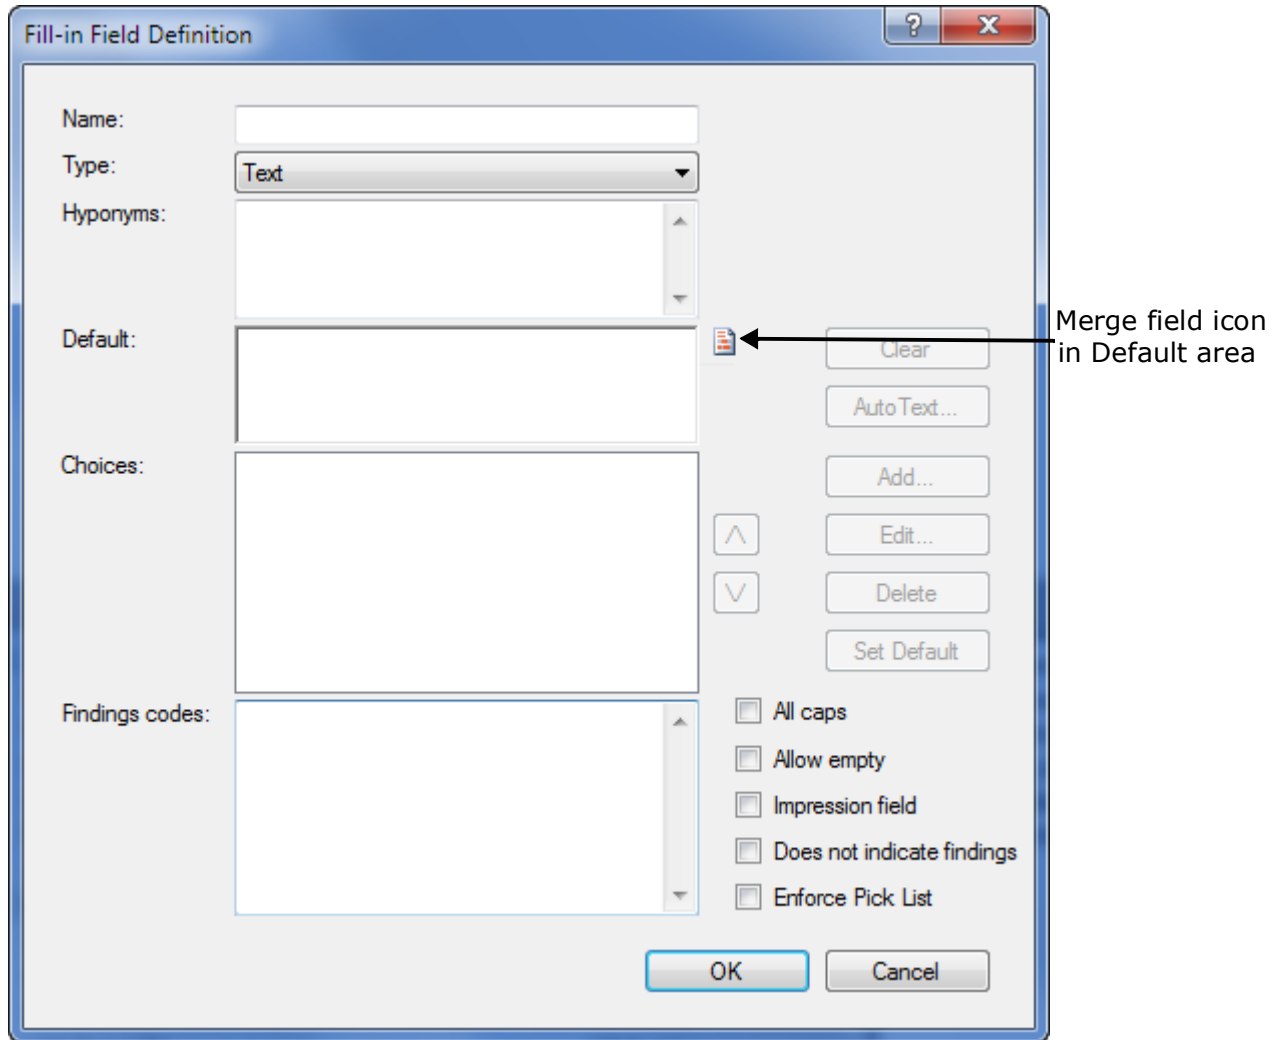 Fill-in Field Definition
?
Name:
Type:
Text
Hyponyms:
Default:
Merge field icon
in Default area
Clear
AutoText...
Choices:
Add...
Edit...
Delete
Set Default
Findings codes:
All caps
Allow empty
Impression field
Does not indicate findings
Enforce Pick List
OK
Cancel